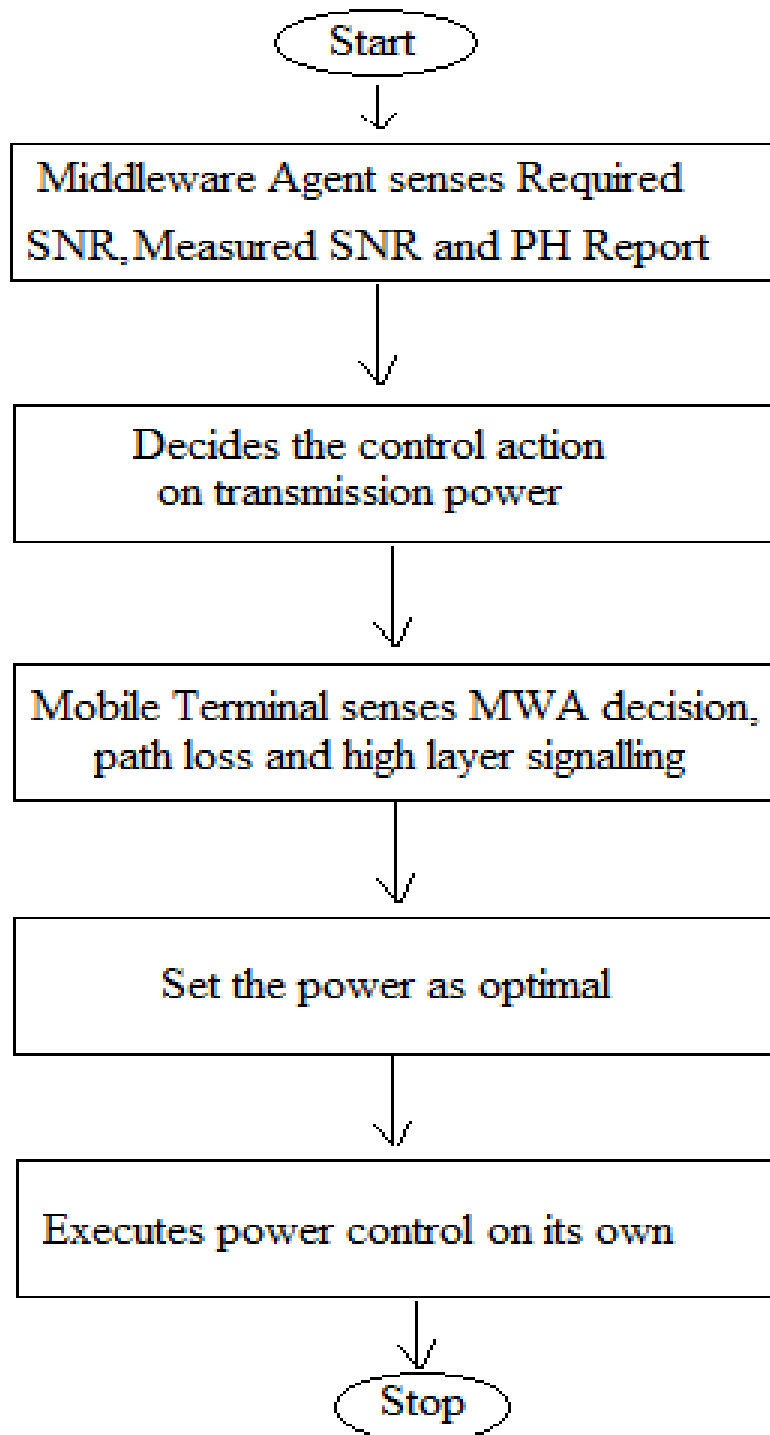 Start
Middleware Agent senses Required
SNR, Measured SNR and PH Report
Decides the control action
on transmission power
Mobile Terminal senses MWA decision,
path loss and high layer signalling
Set the power as optimal
Executes power control on its own
Stop